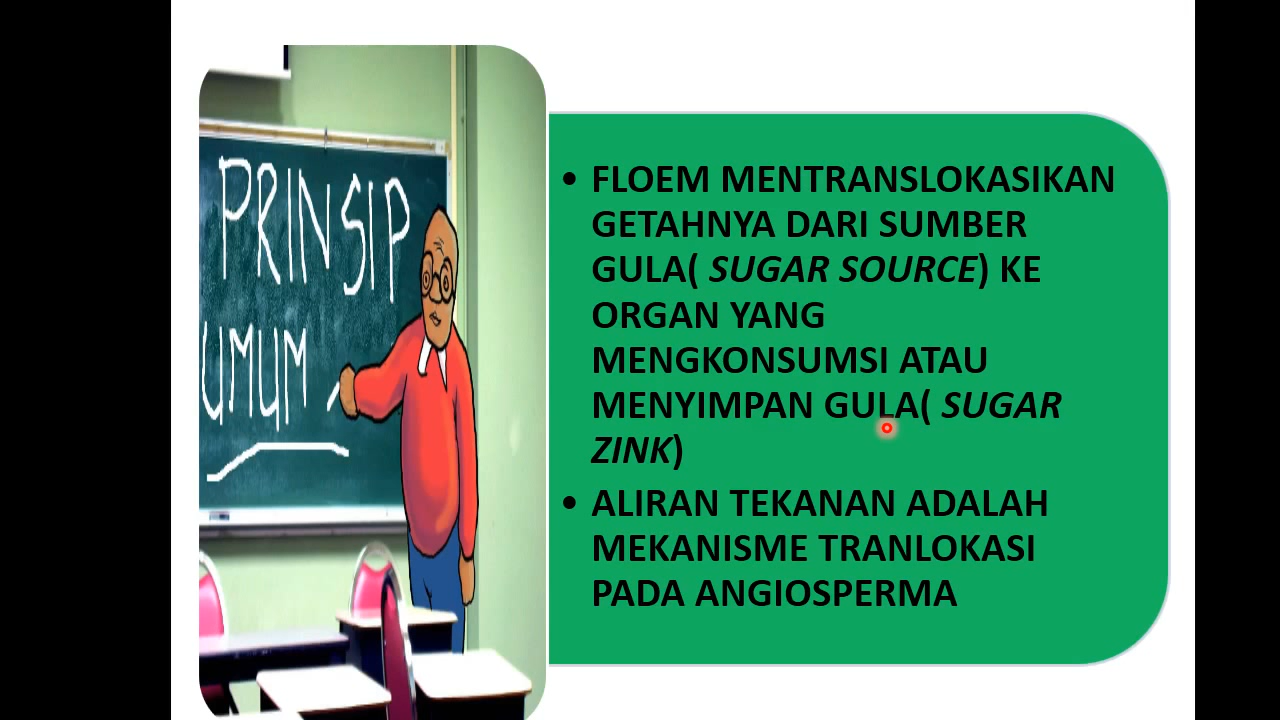 PRINSIP
UMUM
• FLOEM MENTRANSLOKASIKAN
GETAHNYA DARI SUMBER
GULA( SUGAR SOURCE) KE
ORGAN YANG
MENGKONSUMSI ATAU
MENYIMPAN GULA( SUGAR
ZINK)
• ALIRAN TEKANAN ADALAH
MEKANISME TRANLOKASI
PADA ANGIOSPERMA